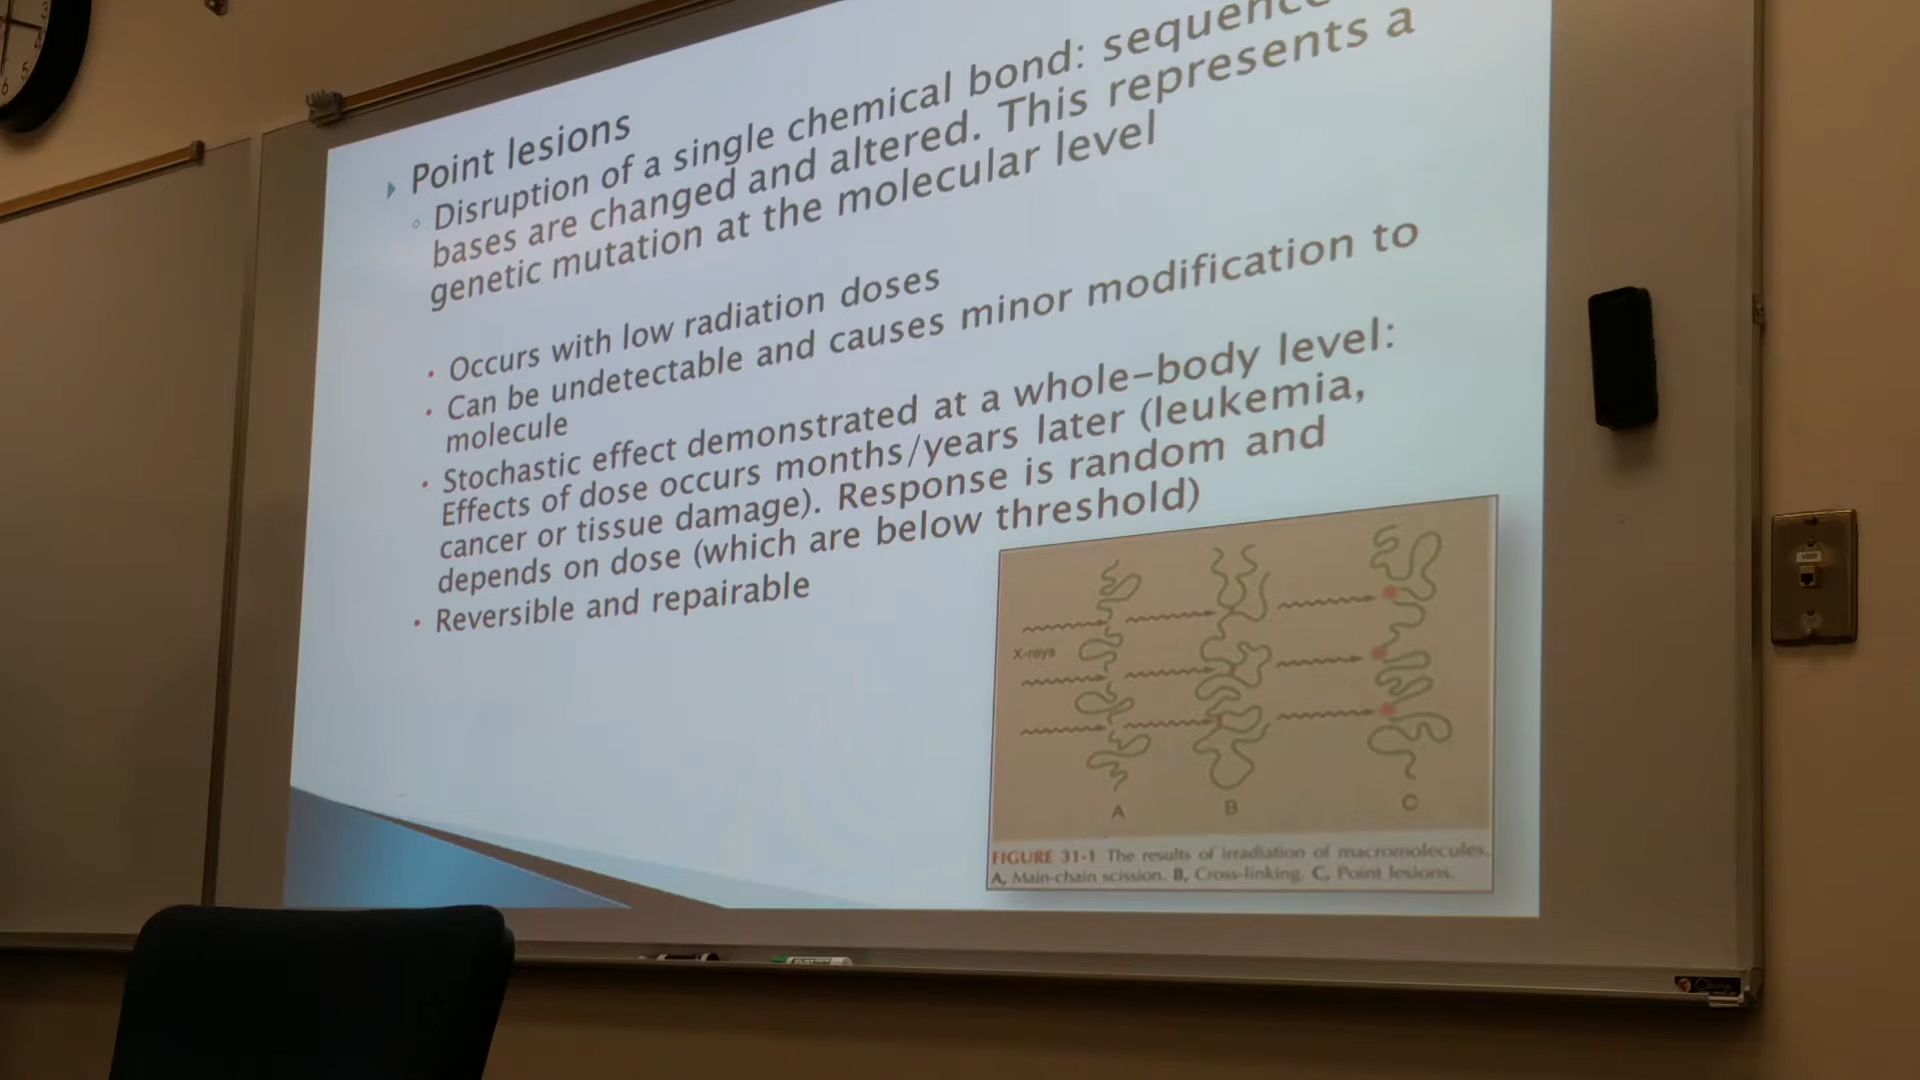 Point lesions
Disruption of a single chemical bond: sequence
bases are changed and altered. This represents a
genetic mutation at the molecular level
Occurs with low radiation doses
Can be undetectable and causes minor modification to
molecule
Stochastic effect demonstrated at a whole-body level:
Effects of dose occurs months/years later (leukemia,
cancer or tissue damage). Response is random and
depends on dose (which are below threshold)
Reversible and repairable
X-rays
A
B
C
FIGURE 31-1 The results of irradiation of macromolecules.
A, Main-chain scission. B, Cross-linking. C, Point lesions.
4
5
6